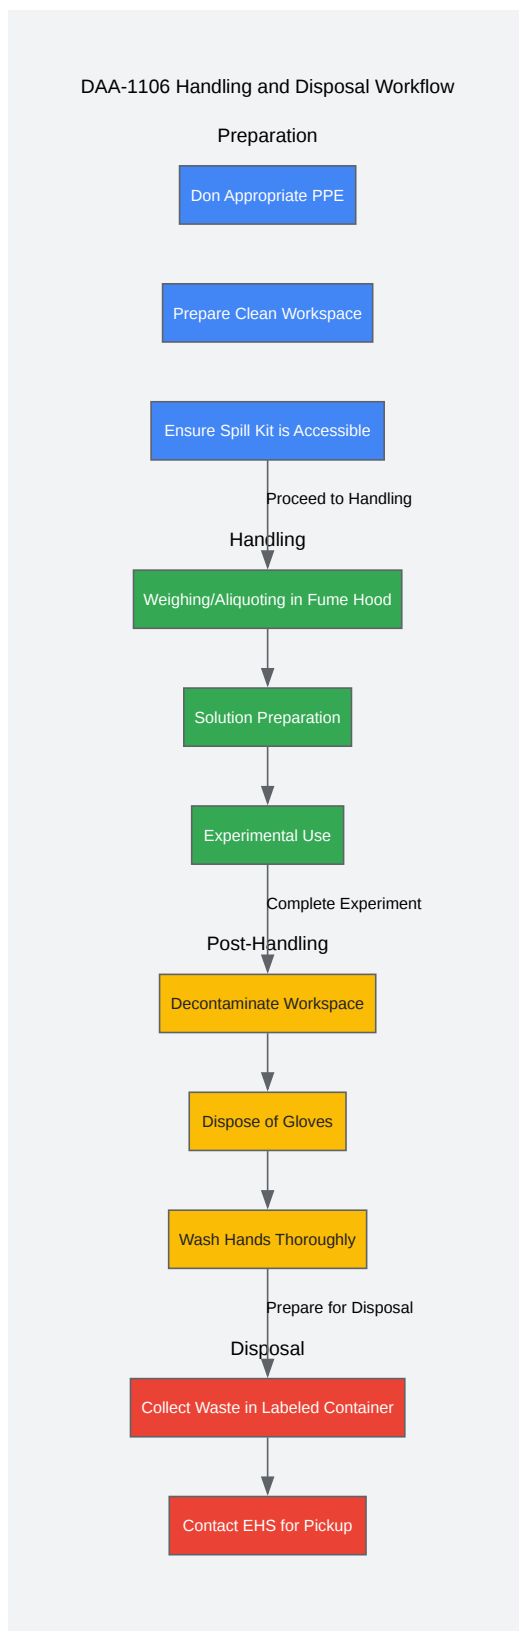 DAA-1106 Handling and Disposal Workflow
Preparation
Don Appropriate PPE
Prepare Clean Workspace
Ensure Spill Kit is Accessible
Proceed to Handling
Handling
Weighing/Aliquoting in Fume Hood
Solution Preparation
Experimental Use
Complete Experiment
Post-Handling
Decontaminate Workspace
Dispose of Gloves
Wash Hands Thoroughly
Prepare for Disposal
Disposal
Collect Waste in Labeled Container
Contact EHS for Pickup